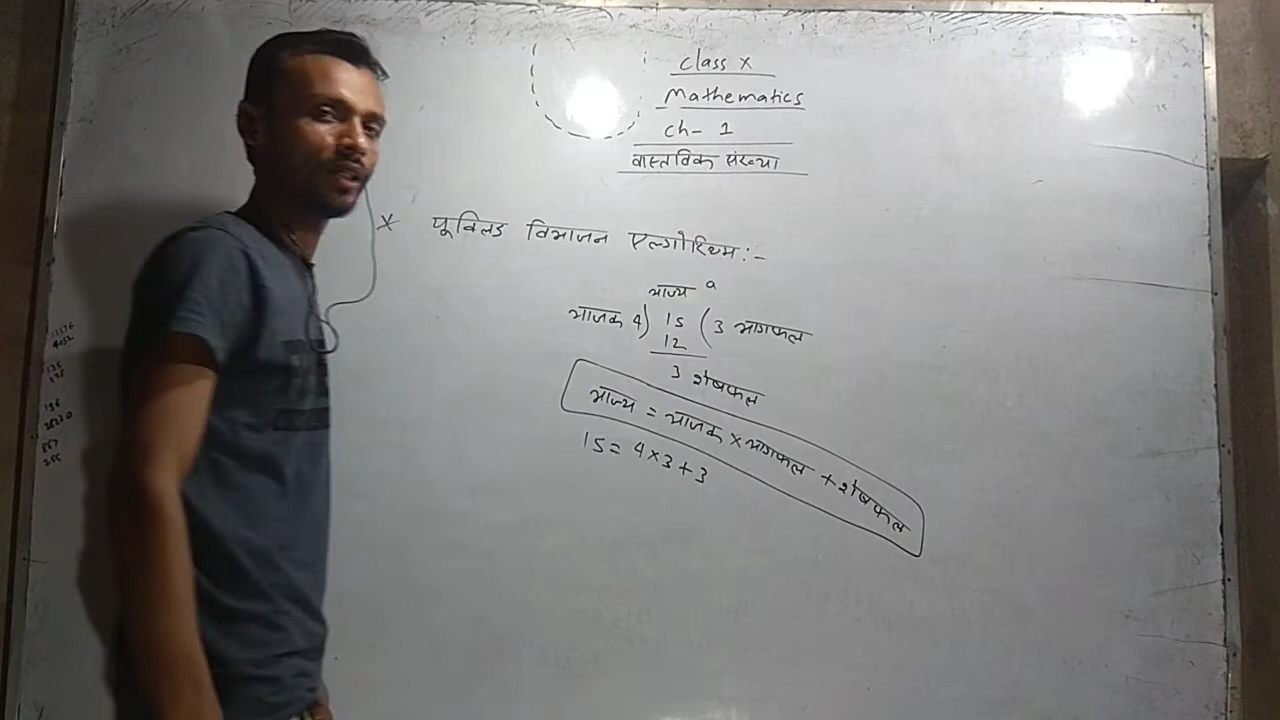 class X
Mathematics
ch- 1
वास्तविक संख्या
* यूक्लिड विभाजन एल्गोरिथ्म:-
भाज्य a
भाजक 4) 15 (3 भागफल
12
3 शेषफल
भाज्य = भाजक × भागफल + शेषफल
15 = 4×3+3